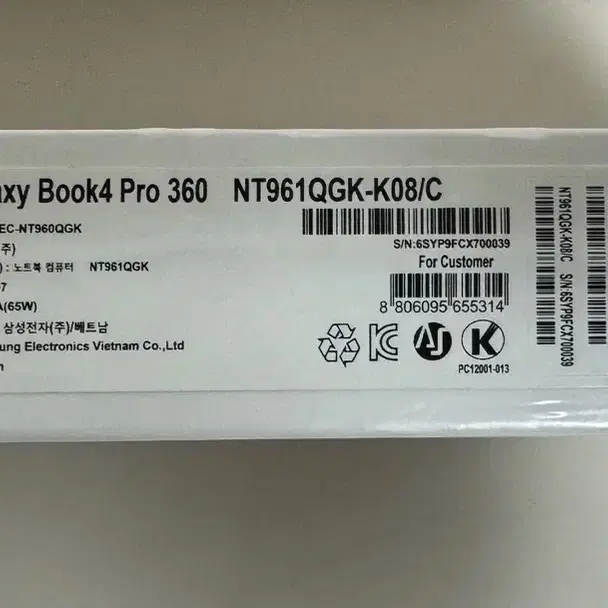 axy Book4 Pro 360 NT961QGK-K08/C
EC-NT960QGK
주)
) : 노트북 컴퓨터 NT961QGK
7
A(65W)
삼성전자(주)/베트남
ung Electronics Vietnam Co.,Ltd
S/N:6SYP9FCX700039
For Customer
8 806095 655314
PC12001-013
NT961QGK-K08/C S/N:6SYP9FCX700039